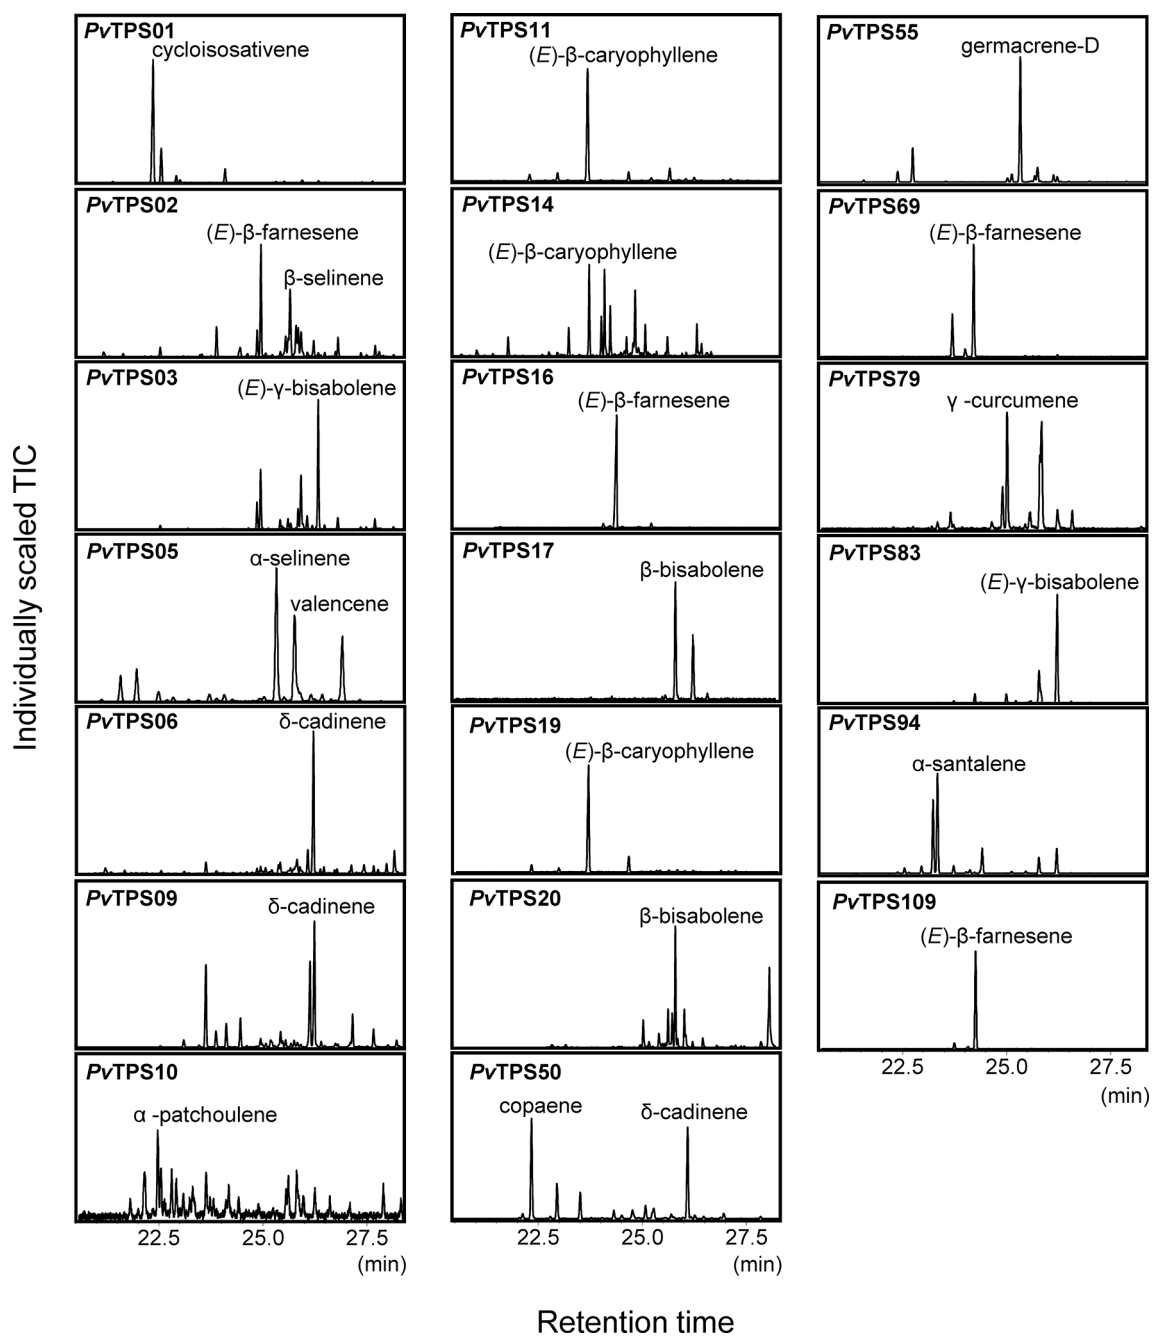 PvTPS01
cycloisosativene
PvTPS02
(E)-β-farnesene
β-selinene
PvTPS03
(E)-γ-bisabolene
PvTPS05
α-selinene
valencene
PvTPS06
δ-cadinene
PvTPS09
δ-cadinene
PvTPS10
α -patchoulene
22.5 25.0 27.5
(min)
PvTPS11
(E)-β-caryophyllene
PvTPS14
(E)-β-caryophyllene
PvTPS16
(E)-β-farnesene
PvTPS17
β-bisabolene
PvTPS19
(E)-β-caryophyllene
PvTPS20
β-bisabolene
PvTPS50
copaene
δ-cadinene
22.5 25.0 27.5
(min)
PvTPS55
germacrene-D
PvTPS69
(E)-β-farnesene
PvTPS79
γ -curcumene
PvTPS83
(E)-γ-bisabolene
PvTPS94
α-santalene
PvTPS109
(E)-β-farnesene
22.5 25.0 27.5
(min)
Individually scaled TIC
Retention time